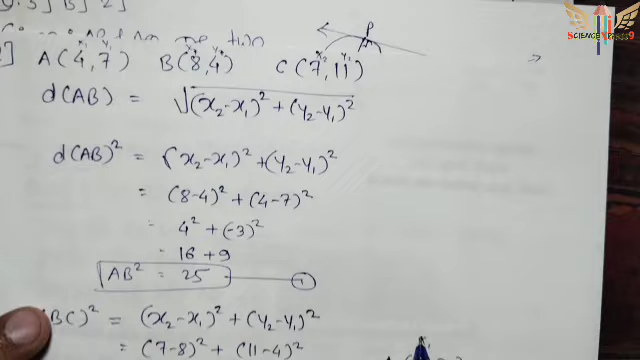 P
SCIENCE Xpress9
A(4,7) B(8,4) C(7,11)
d(AB) = √(x₂-x₁)² + (y₂-y₁)²
d(AB)² = (x₂-x₁)² + (y₂-y₁)²
= (8-4)² + (4-7)²
= 4² + (-3)²
= 16 + 9
AB² = 25 — ①
BC)² = (x₂-x₁)² + (y₂-y₁)²
= (7-8)² + (11-4)²